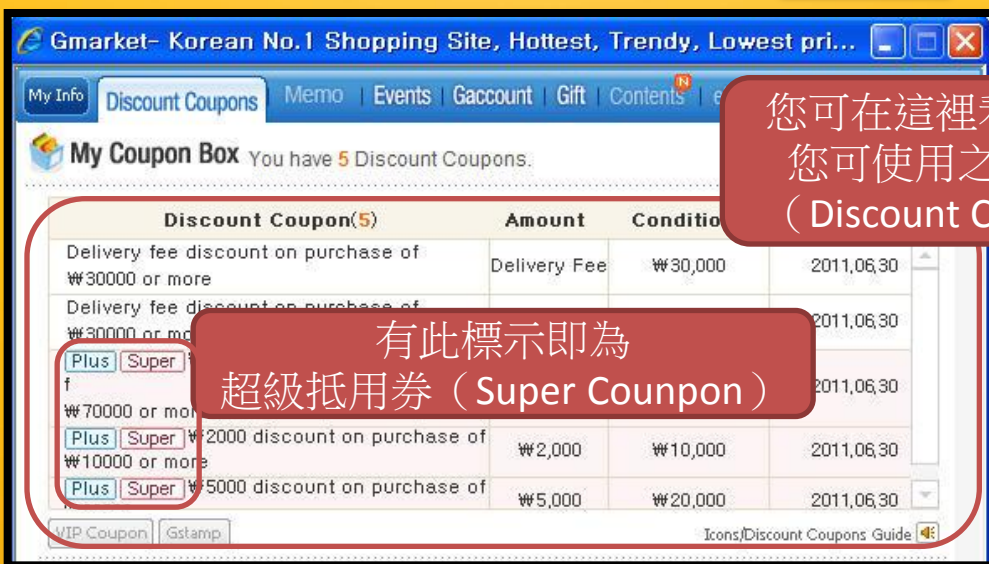 Gmarket- Korean No.1 Shopping Site, Hottest, Trendy, Lowest pri...
My Info Discount Coupons Memo | Events | Gaccount | Gift | Contents N | e
您可在這裡
My Coupon Box You have 5 Discount Coupons.
您可使用之
（Discount C
Discount Coupon(5) Amount Conditio
Delivery fee discount on purchase of
₩30000 or more
Delivery Fee ₩30,000 2011,06,30
Delivery fee discount on purchase of
₩30000 or mo
2011,06,30
有此標示即為
超級抵用券（Super Counpon）
Plus Super
f
₩70000 or mor
2011,06,30
Plus Super ₩2000 discount on purchase of
₩10000 or more
₩2,000 ₩10,000 2011,06,30
Plus Super ₩5000 discount on purchase of
₩5,000 ₩20,000 2011,06,30
VIP Coupon Gstamp Icons/Discount Coupons Guide